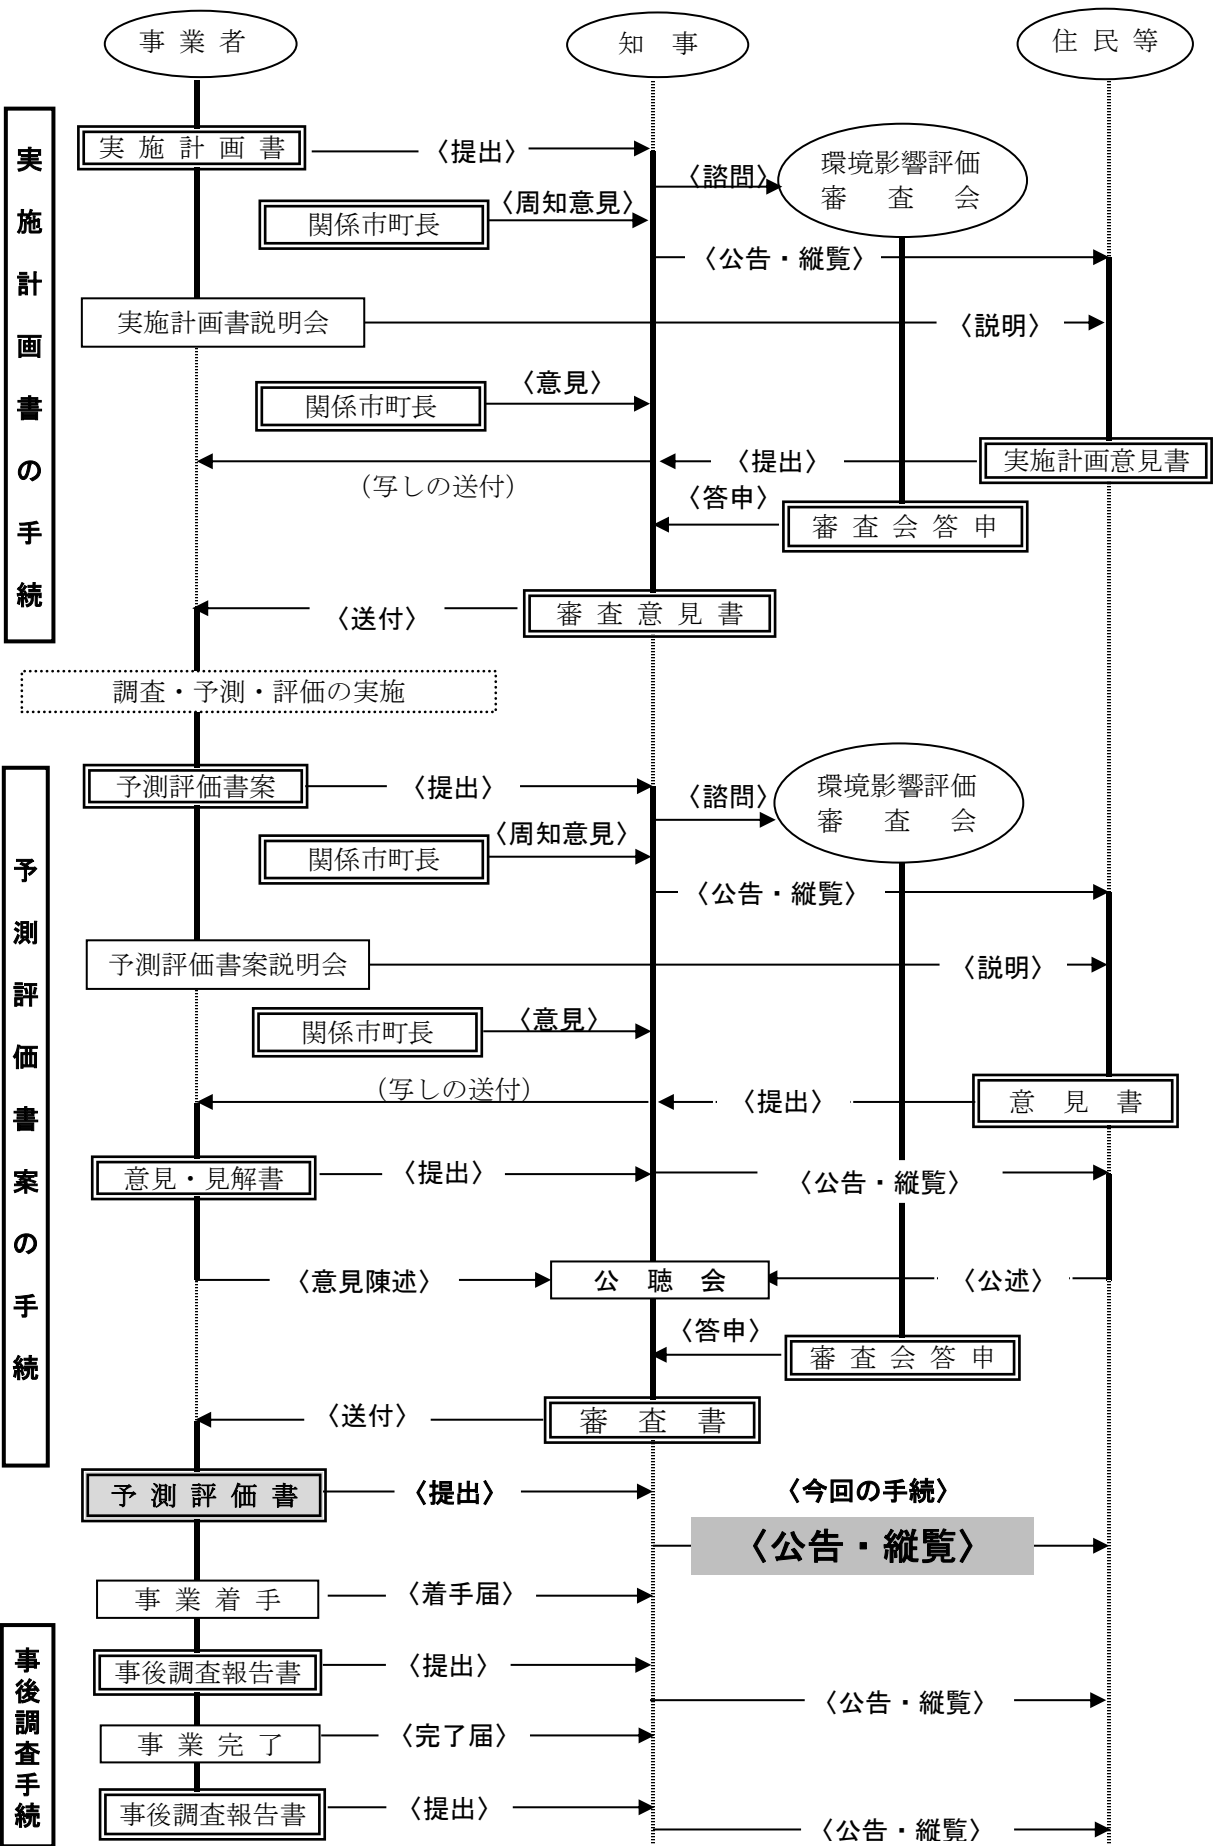 事業者
知事
住民等
実施計画書の手続
実施計画書
〈提出〉
〈諮問〉
環境影響評価
審査会
〈周知意見〉
関係市町長
〈公告・縦覧〉
実施計画書説明会
〈説明〉
〈意見〉
関係市町長
〈提出〉
実施計画意見書
(写しの送付)
〈答申〉
審査会答申
〈送付〉
審査意見書
調査・予測・評価の実施
予測評価書案の手続
予測評価書案
〈提出〉
〈諮問〉
環境影響評価
審査会
〈周知意見〉
関係市町長
〈公告・縦覧〉
予測評価書案説明会
〈説明〉
〈意見〉
関係市町長
(写しの送付)
〈提出〉
意見書
意見・見解書
〈提出〉
〈公告・縦覧〉
〈意見陳述〉
公聴会
〈公述〉
〈答申〉
審査会答申
〈送付〉
審査書
予測評価書
〈提出〉
〈今回の手続〉
〈公告・縦覧〉
事業着手
〈着手届〉
事後調査手続
事後調査報告書
〈提出〉
〈公告・縦覧〉
事業完了
〈完了届〉
事後調査報告書
〈提出〉
〈公告・縦覧〉